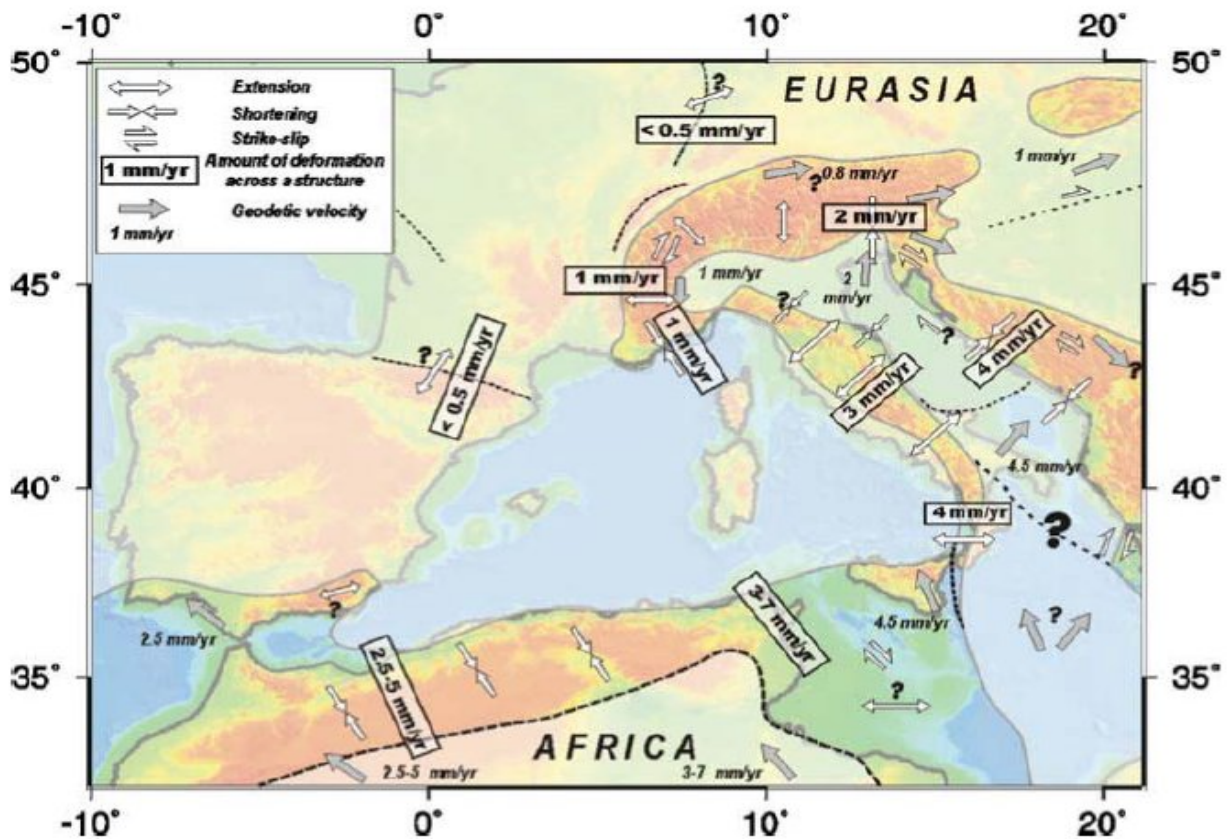 -10° 0° 10° 20°
50° 50°
Extension
Shortening
Strike-slip
1 mm/yr Amount of deformation
across a structure
Geodetic velocity
1 mm/yr
?
EURASIA
< 0.5 mm/yr
1 mm/yr
0.8 mm/yr
?
2 mm/yr
45° 45°
1 mm/yr
1 mm/yr
2
mm/yr
?
1 mm/yr
?
4 mm/yr
?
?
< 0.5 mm/yr
3 mm/yr
4.5 mm/yr
40° 40°
4 mm/yr
?
?
2.5 mm/yr
3-7 mm/yr
4.5 mm/yr
?
2.5-5 mm/yr
35° 35°
?
AFRICA
2.5-5 mm/yr
3-7 mm/yr
-10° 0° 10° 20°